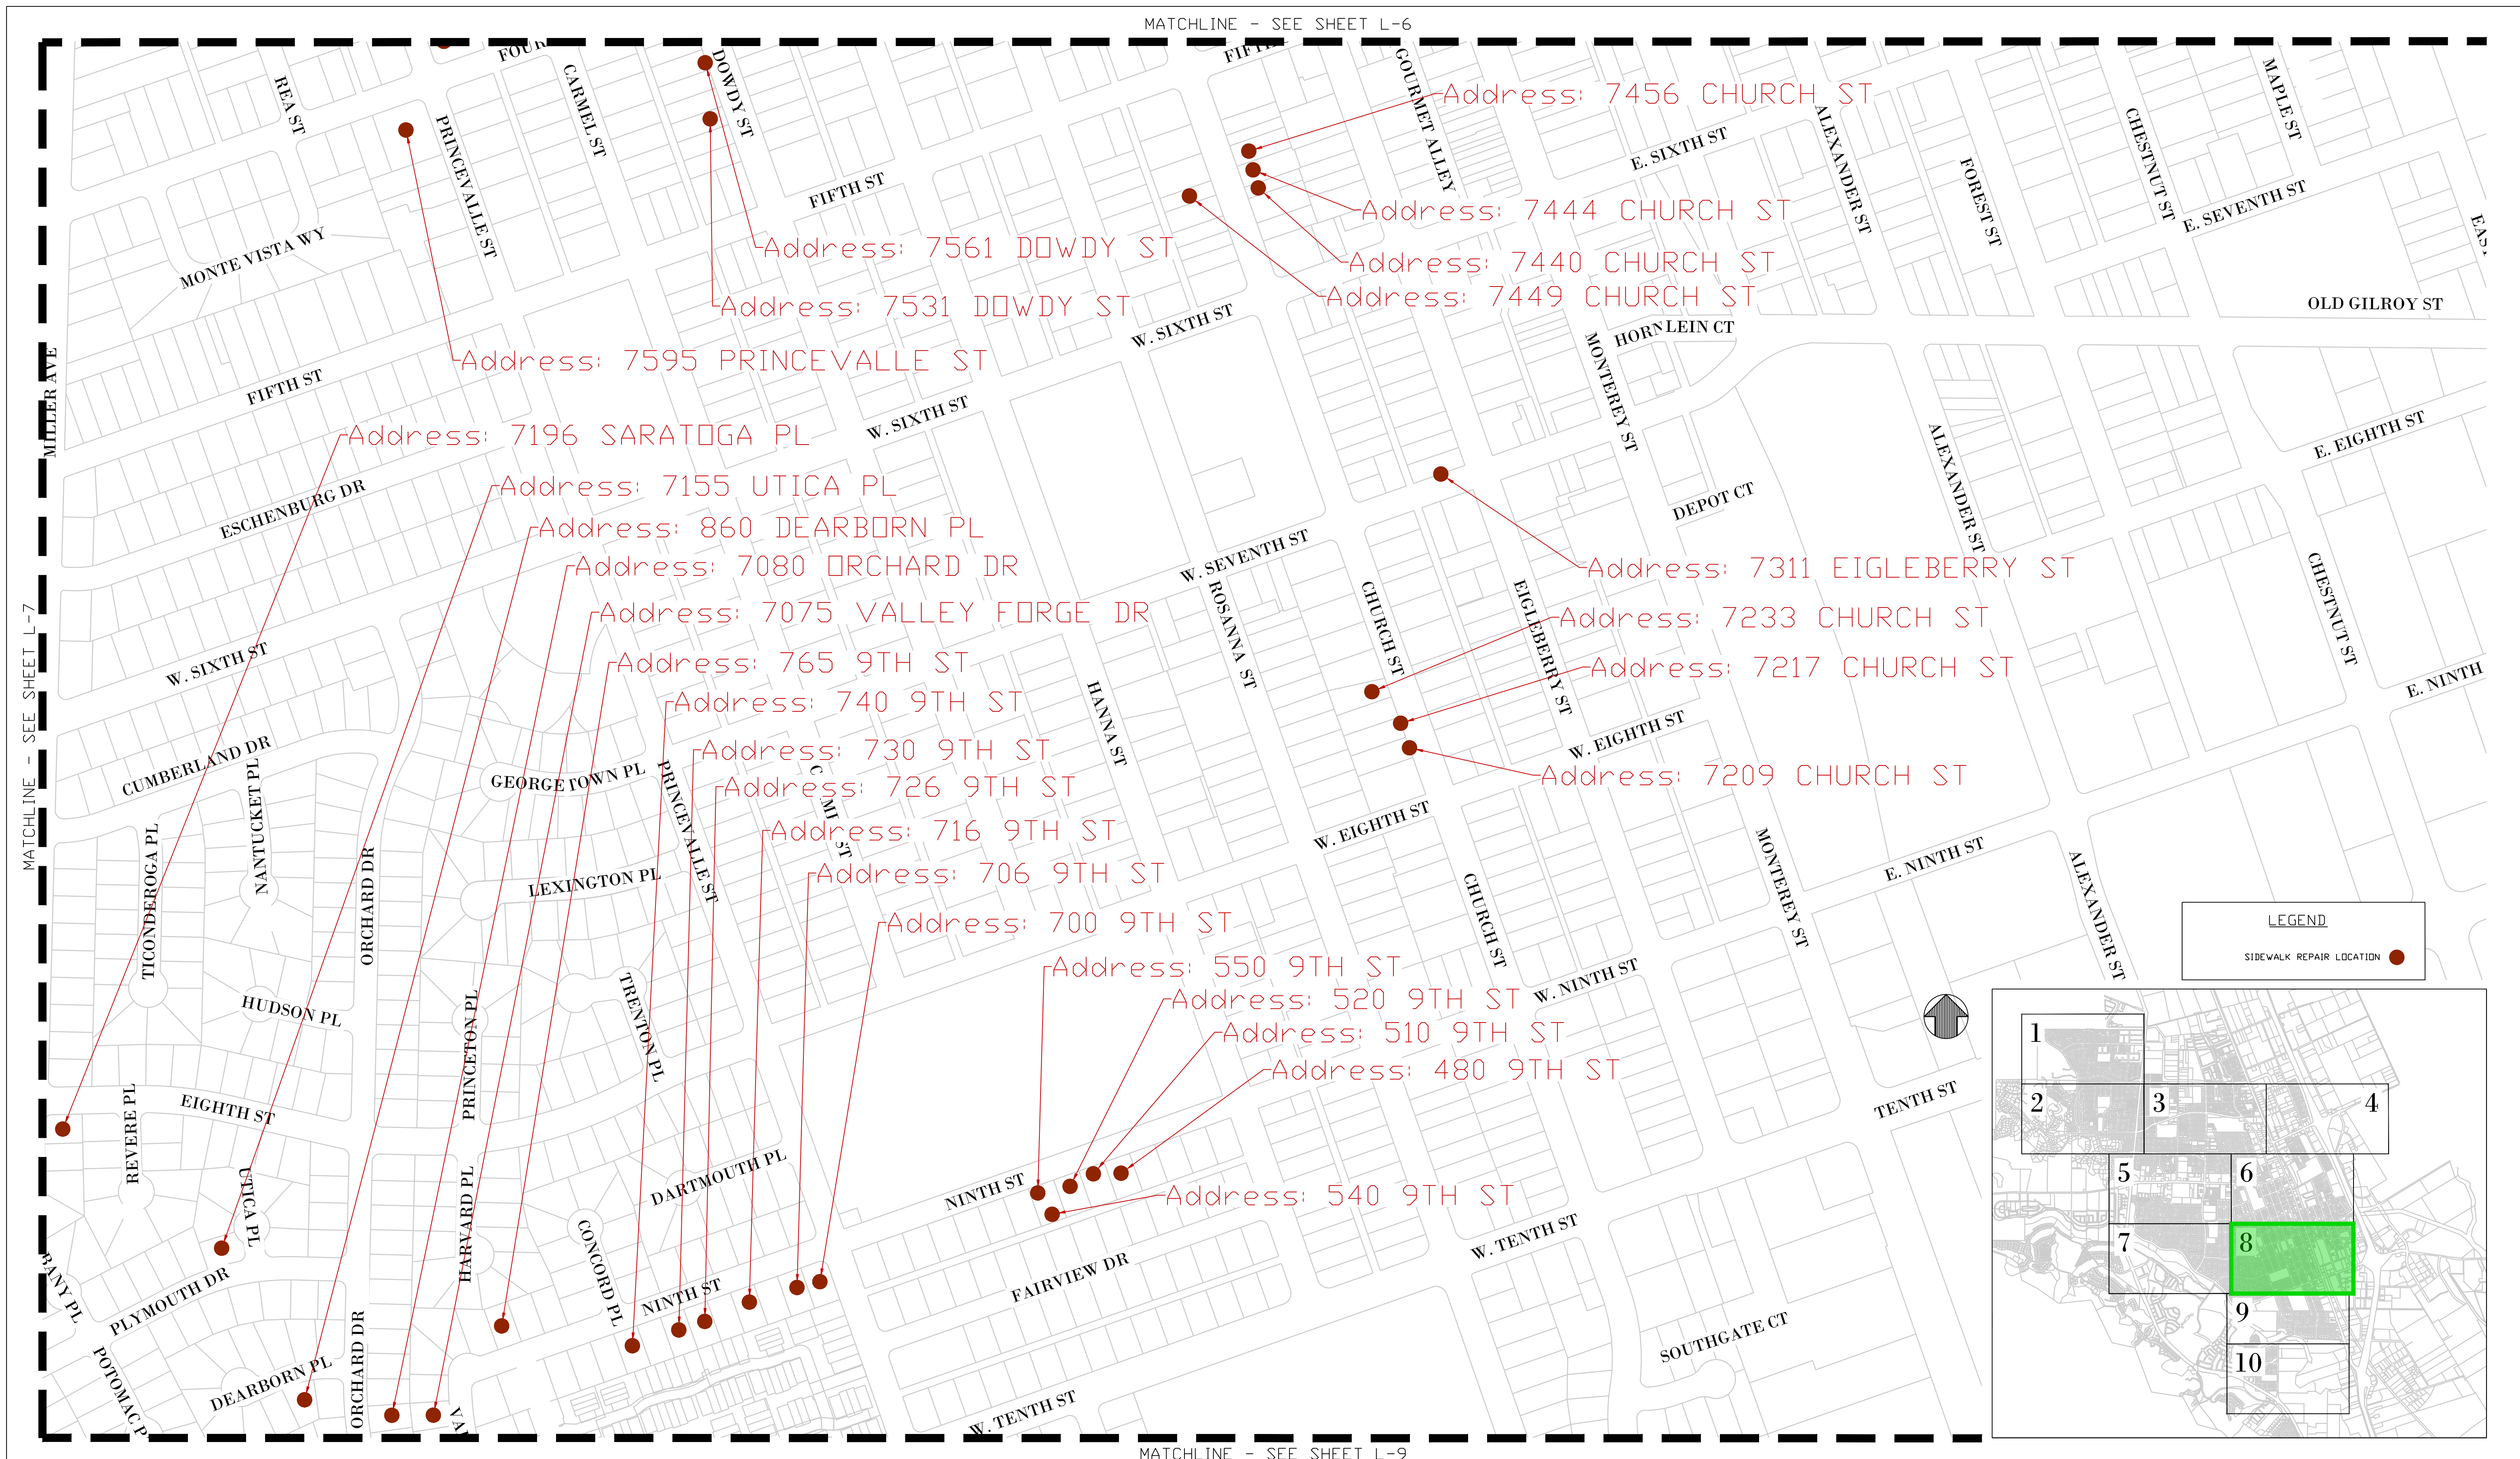 MATCHLINE - SEE SHEET L-6
REA ST
CARMEL ST
DOWDY ST
GOURMET ALLEY
MAPLE ST
Address: 7456 CHURCH ST
PRINCEVALLE ST
ALEXANDER ST
CHESTNUT ST
E. SIXTH ST
FOREST ST
FIFTH ST
E. SEVENTH ST
Address: 7444 CHURCH ST
MONTE VISTA WY
Address: 7561 DOWDY ST
Address: 7440 CHURCH ST
Address: 7449 CHURCH ST
Address: 7531 DOWDY ST
OLD GILROY ST
W. SIXTH ST
HORNLEIN CT
Address: 7595 PRINCEVALLE ST
MILLER AVE
FIFTH ST
MONTEREY ST
W. SIXTH ST
Address: 7196 SARATOGA PL
E. EIGHTH ST
Address: 7155 UTICA PL
ESCHENBURG DR
ALEXANDER ST
DEPOT CT
Address: 860 DEARBORN PL
W. SEVENTH ST
Address: 7080 ORCHARD DR
Address: 7311 EIGLEBERRY ST
Address: 7075 VALLEY FORGE DR
CHESTNUT ST
Address: 7233 CHURCH ST
ROSANNA ST
CHURCH ST
EIGLEBERRY ST
W. SIXTH ST
Address: 765 9TH ST
Address: 7217 CHURCH ST
E. NINTH
MATCHLINE - SEE SHEET L-7
Address: 740 9TH ST
HANNA ST
W. EIGHTH ST
Address: 730 9TH ST
CUMBERLAND DR
GEORGETOWN PL
Address: 7209 CHURCH ST
Address: 726 9TH ST
NANTUCKET PL
PRINCEVALLE ST
Address: 716 9TH ST
W. EIGHTH ST
E. NINTH ST
MONTEREY ST
Address: 706 9TH ST
LEXINGTON PL
TICONDEROGA PL
ORCHARD DR
ALEXANDER ST
Address: 700 9TH ST
CHURCH ST
LEGEND
SIDEWALK REPAIR LOCATION
Address: 550 9TH ST
W. NINTH ST
Address: 520 9TH ST
HUDSON PL
TRENTON PL
PRINCETON PL
Address: 510 9TH ST
Address: 480 9TH ST
TENTH ST
EIGHTH ST
REVERE PL
DARTMOUTH PL
NINTH ST
Address: 540 9TH ST
UTICA PL
HARVARD PL
CONCORD PL
W. TENTH ST
FAIRVIEW DR
BANY PL
PLYMOUTH DR
NINTH ST
SOUTHGATE CT
POTOMAC P
DEARBORN PL
ORCHARD DR
W. TENTH ST
1
2
3
4
5
6
7
8
9
10
MATCHLINE - SEE SHEET L-9